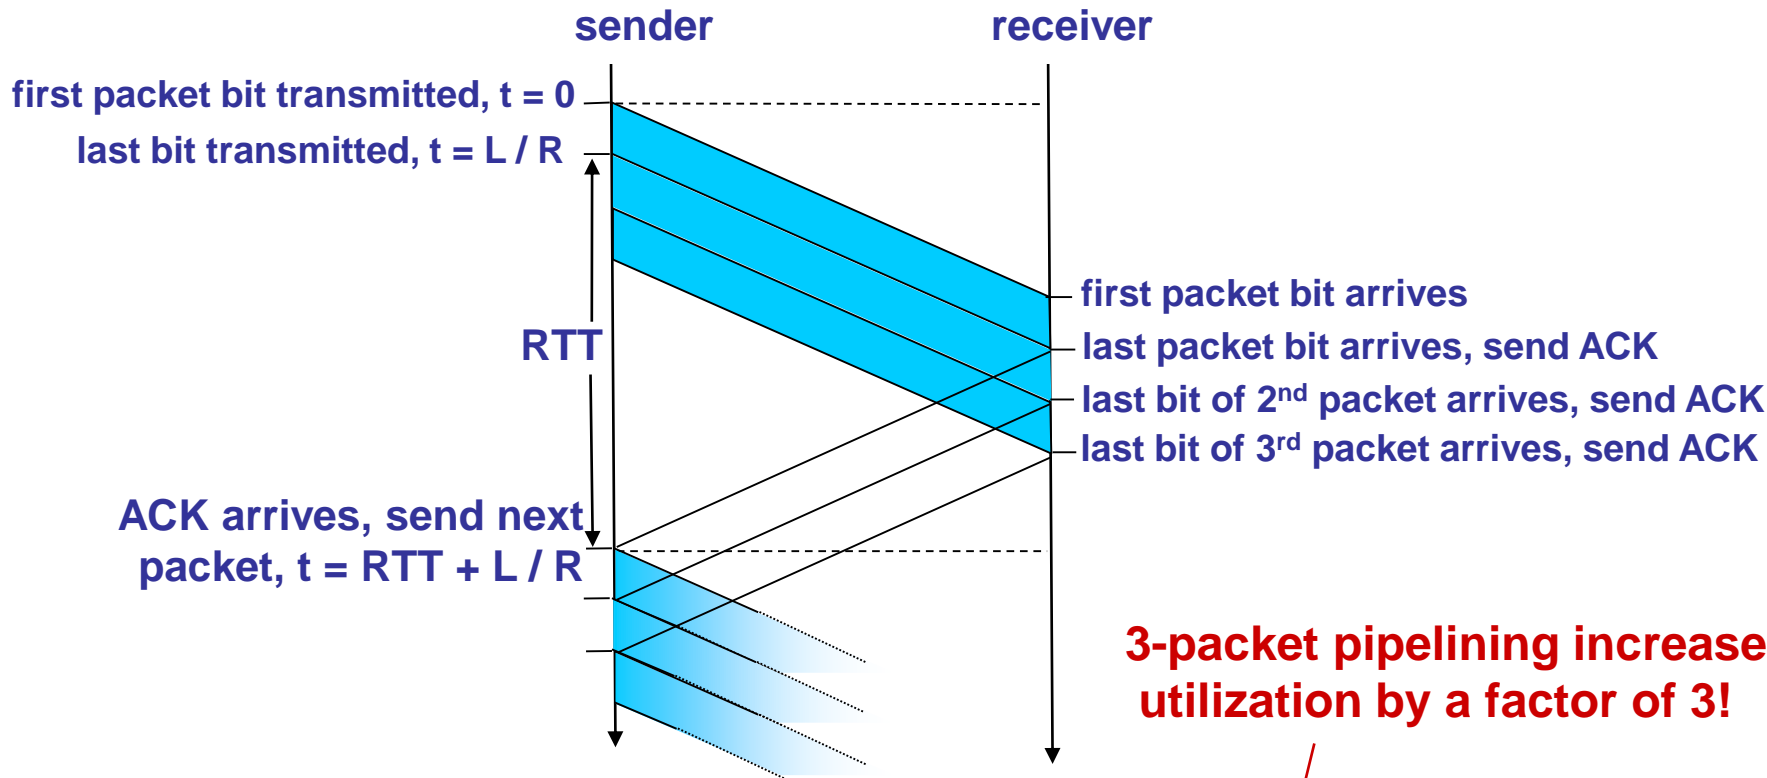 sender
receiver
first packet bit transmitted, t = 0
last bit transmitted, t = L / R
first packet bit arrives
RTT
last packet bit arrives, send ACK
last bit of 2nd packet arrives, send ACK
last bit of 3rd packet arrives, send ACK
ACK arrives, send next
packet, t = RTT + L / R
3-packet pipelining increase
utilization by a factor of 3!